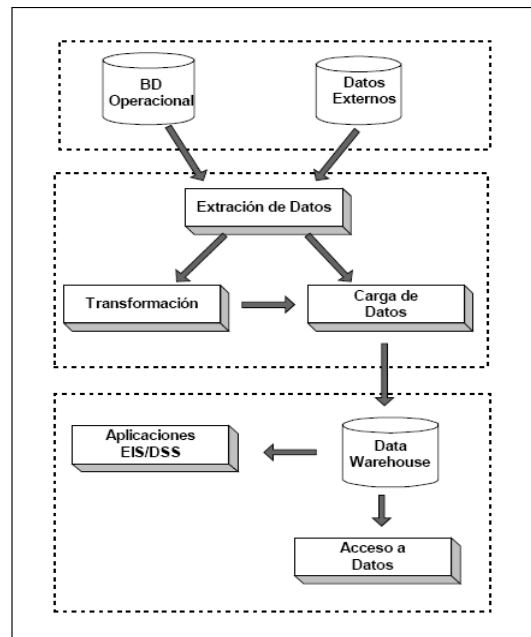 BD
Operacional
Datos
Externos
Extración de Datos
Transformación
Carga de
Datos
Aplicaciones
EIS/DSS
Data
Warehouse
Acceso a
Datos